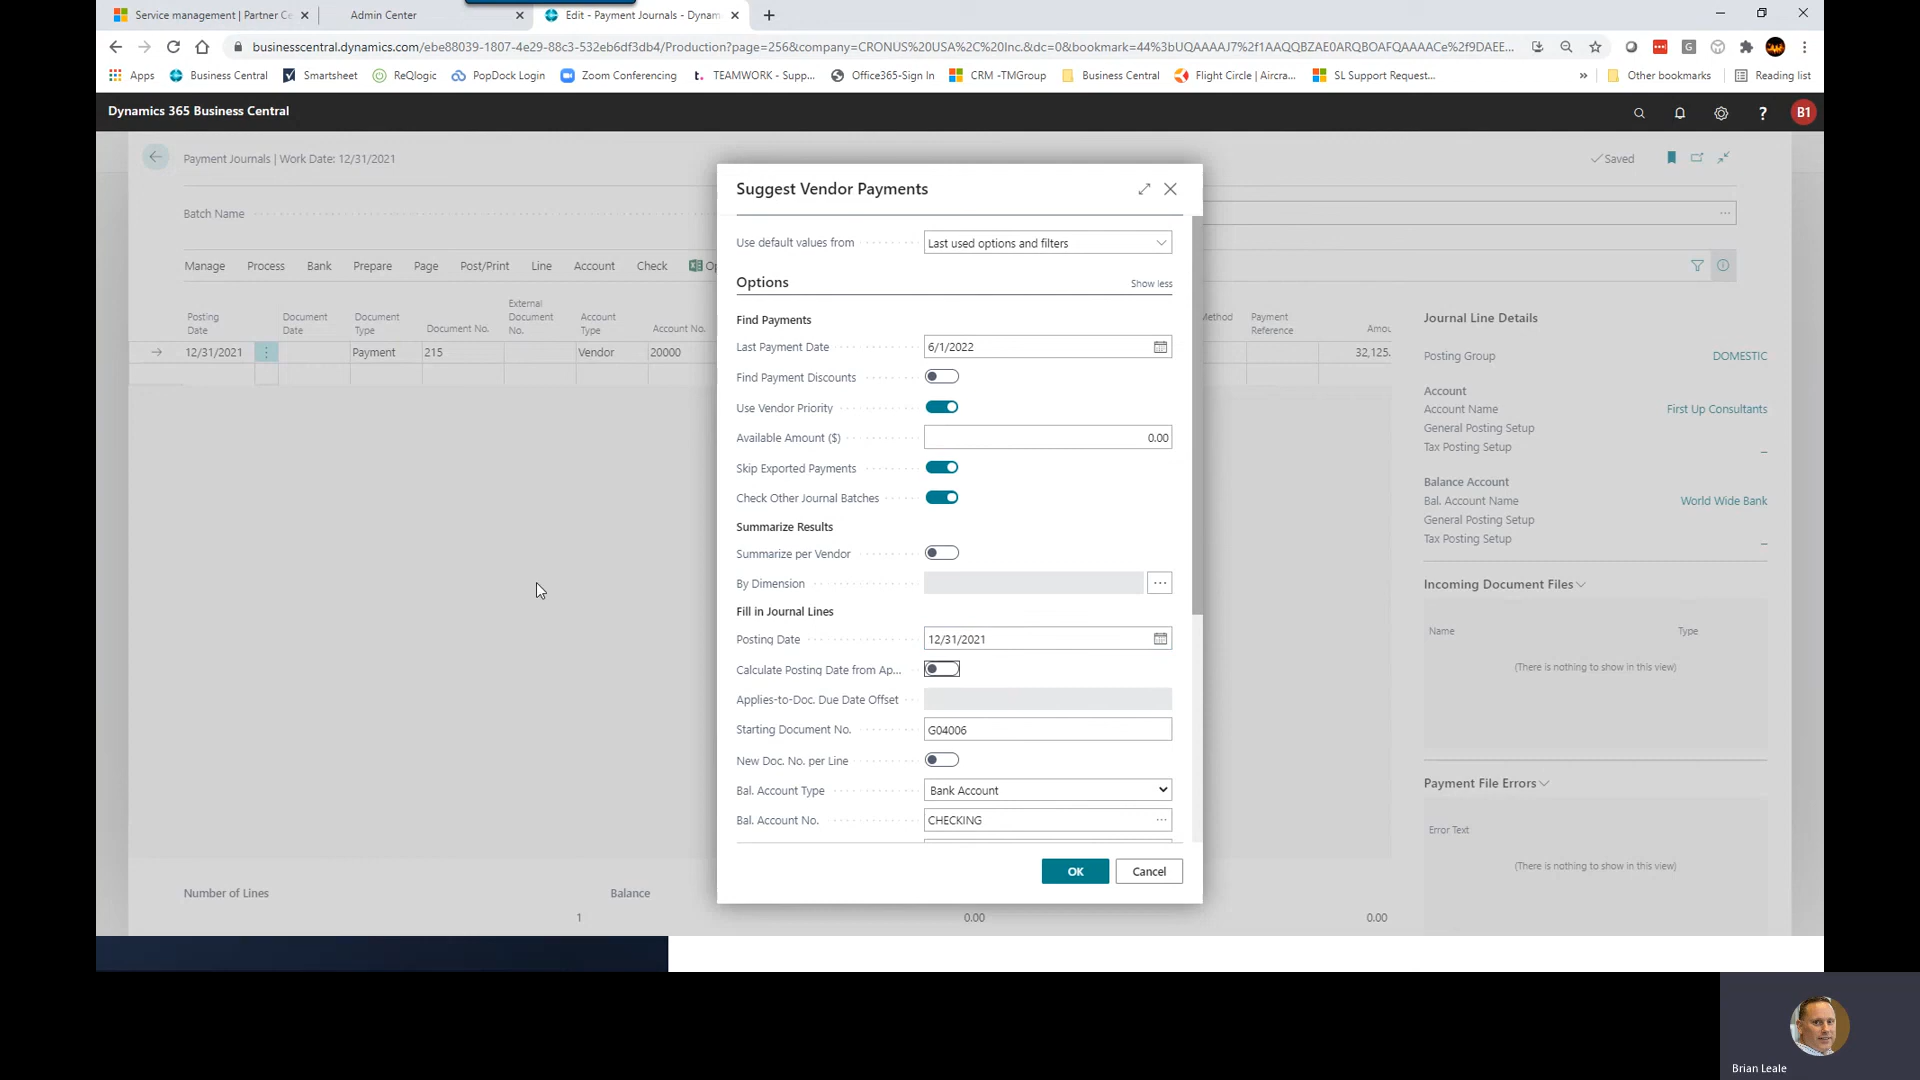 Service management | Partner Ce
Admin Center
Edit - Payment Journals - Dynam
businesscentral.dynamics.com/ebe88039-1807-4e29-88c3-532eb6df3db4/Production?page=256&company=CRONUS%20USA%2C%20Inc.&dc=0&bookmark=44%3bUQAAAAJ7%2f1AAQQBZAE0ARQBOAFQAAAACe%2f9DAEE...
Apps
Business Central
Smartsheet
ReQlogic
PopDock Login
Zoom Conferencing
TEAMWORK - Supp...
Office365-Sign In
CRM -TMGroup
Business Central
Flight Circle | Aircra...
SL Support Request...
»
Other bookmarks
Reading list
Dynamics 365 Business Central
?
B1
Payment Journals | Work Date: 12/31/2021
Saved
Batch Name
Manage
Process
Bank
Prepare
Page
Post/Print
Line
Account
Check
Op
Posting Date
Document Date
Document Type
Document No.
External Document No.
Account Type
Account No.
Method
Payment Reference
Amou
12/31/2021
Payment
215
Vendor
20000
32,125.
Suggest Vendor Payments
Use default values from
Last used options and filters
Options
Show less
Find Payments
Last Payment Date
6/1/2022
Find Payment Discounts
Use Vendor Priority
Available Amount ($)
0.00
Skip Exported Payments
Check Other Journal Batches
Summarize Results
Summarize per Vendor
By Dimension
Fill in Journal Lines
Posting Date
12/31/2021
Calculate Posting Date from Ap...
Applies-to-Doc. Due Date Offset
Starting Document No.
G04006
New Doc. No. per Line
Bal. Account Type
Bank Account
Bal. Account No.
CHECKING
OK
Cancel
Journal Line Details
Posting Group
DOMESTIC
Account
Account Name
First Up Consultants
General Posting Setup
Tax Posting Setup
_
Balance Account
Bal. Account Name
World Wide Bank
General Posting Setup
Tax Posting Setup
_
Incoming Document Files
Name
Type
(There is nothing to show in this view)
Payment File Errors
Error Text
(There is nothing to show in this view)
Number of Lines
Balance
1
0.00
0.00
Brian Leale